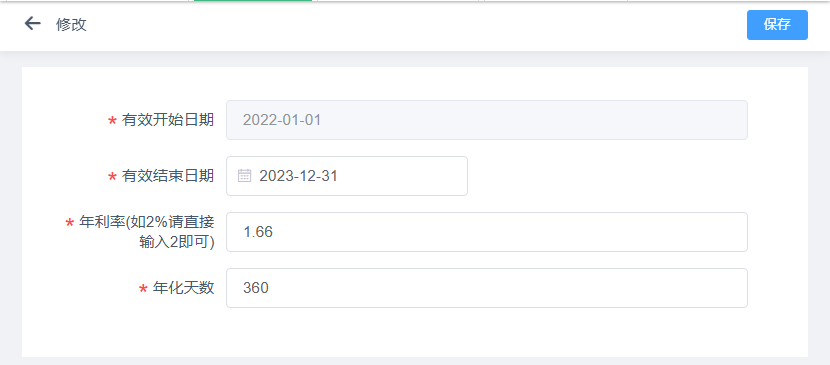 修改
保存
* 有效开始日期 2022-01-01
* 有效结束日期 2023-12-31
* 年利率(如2%请直接
输入2即可) 1.66
* 年化天数 360